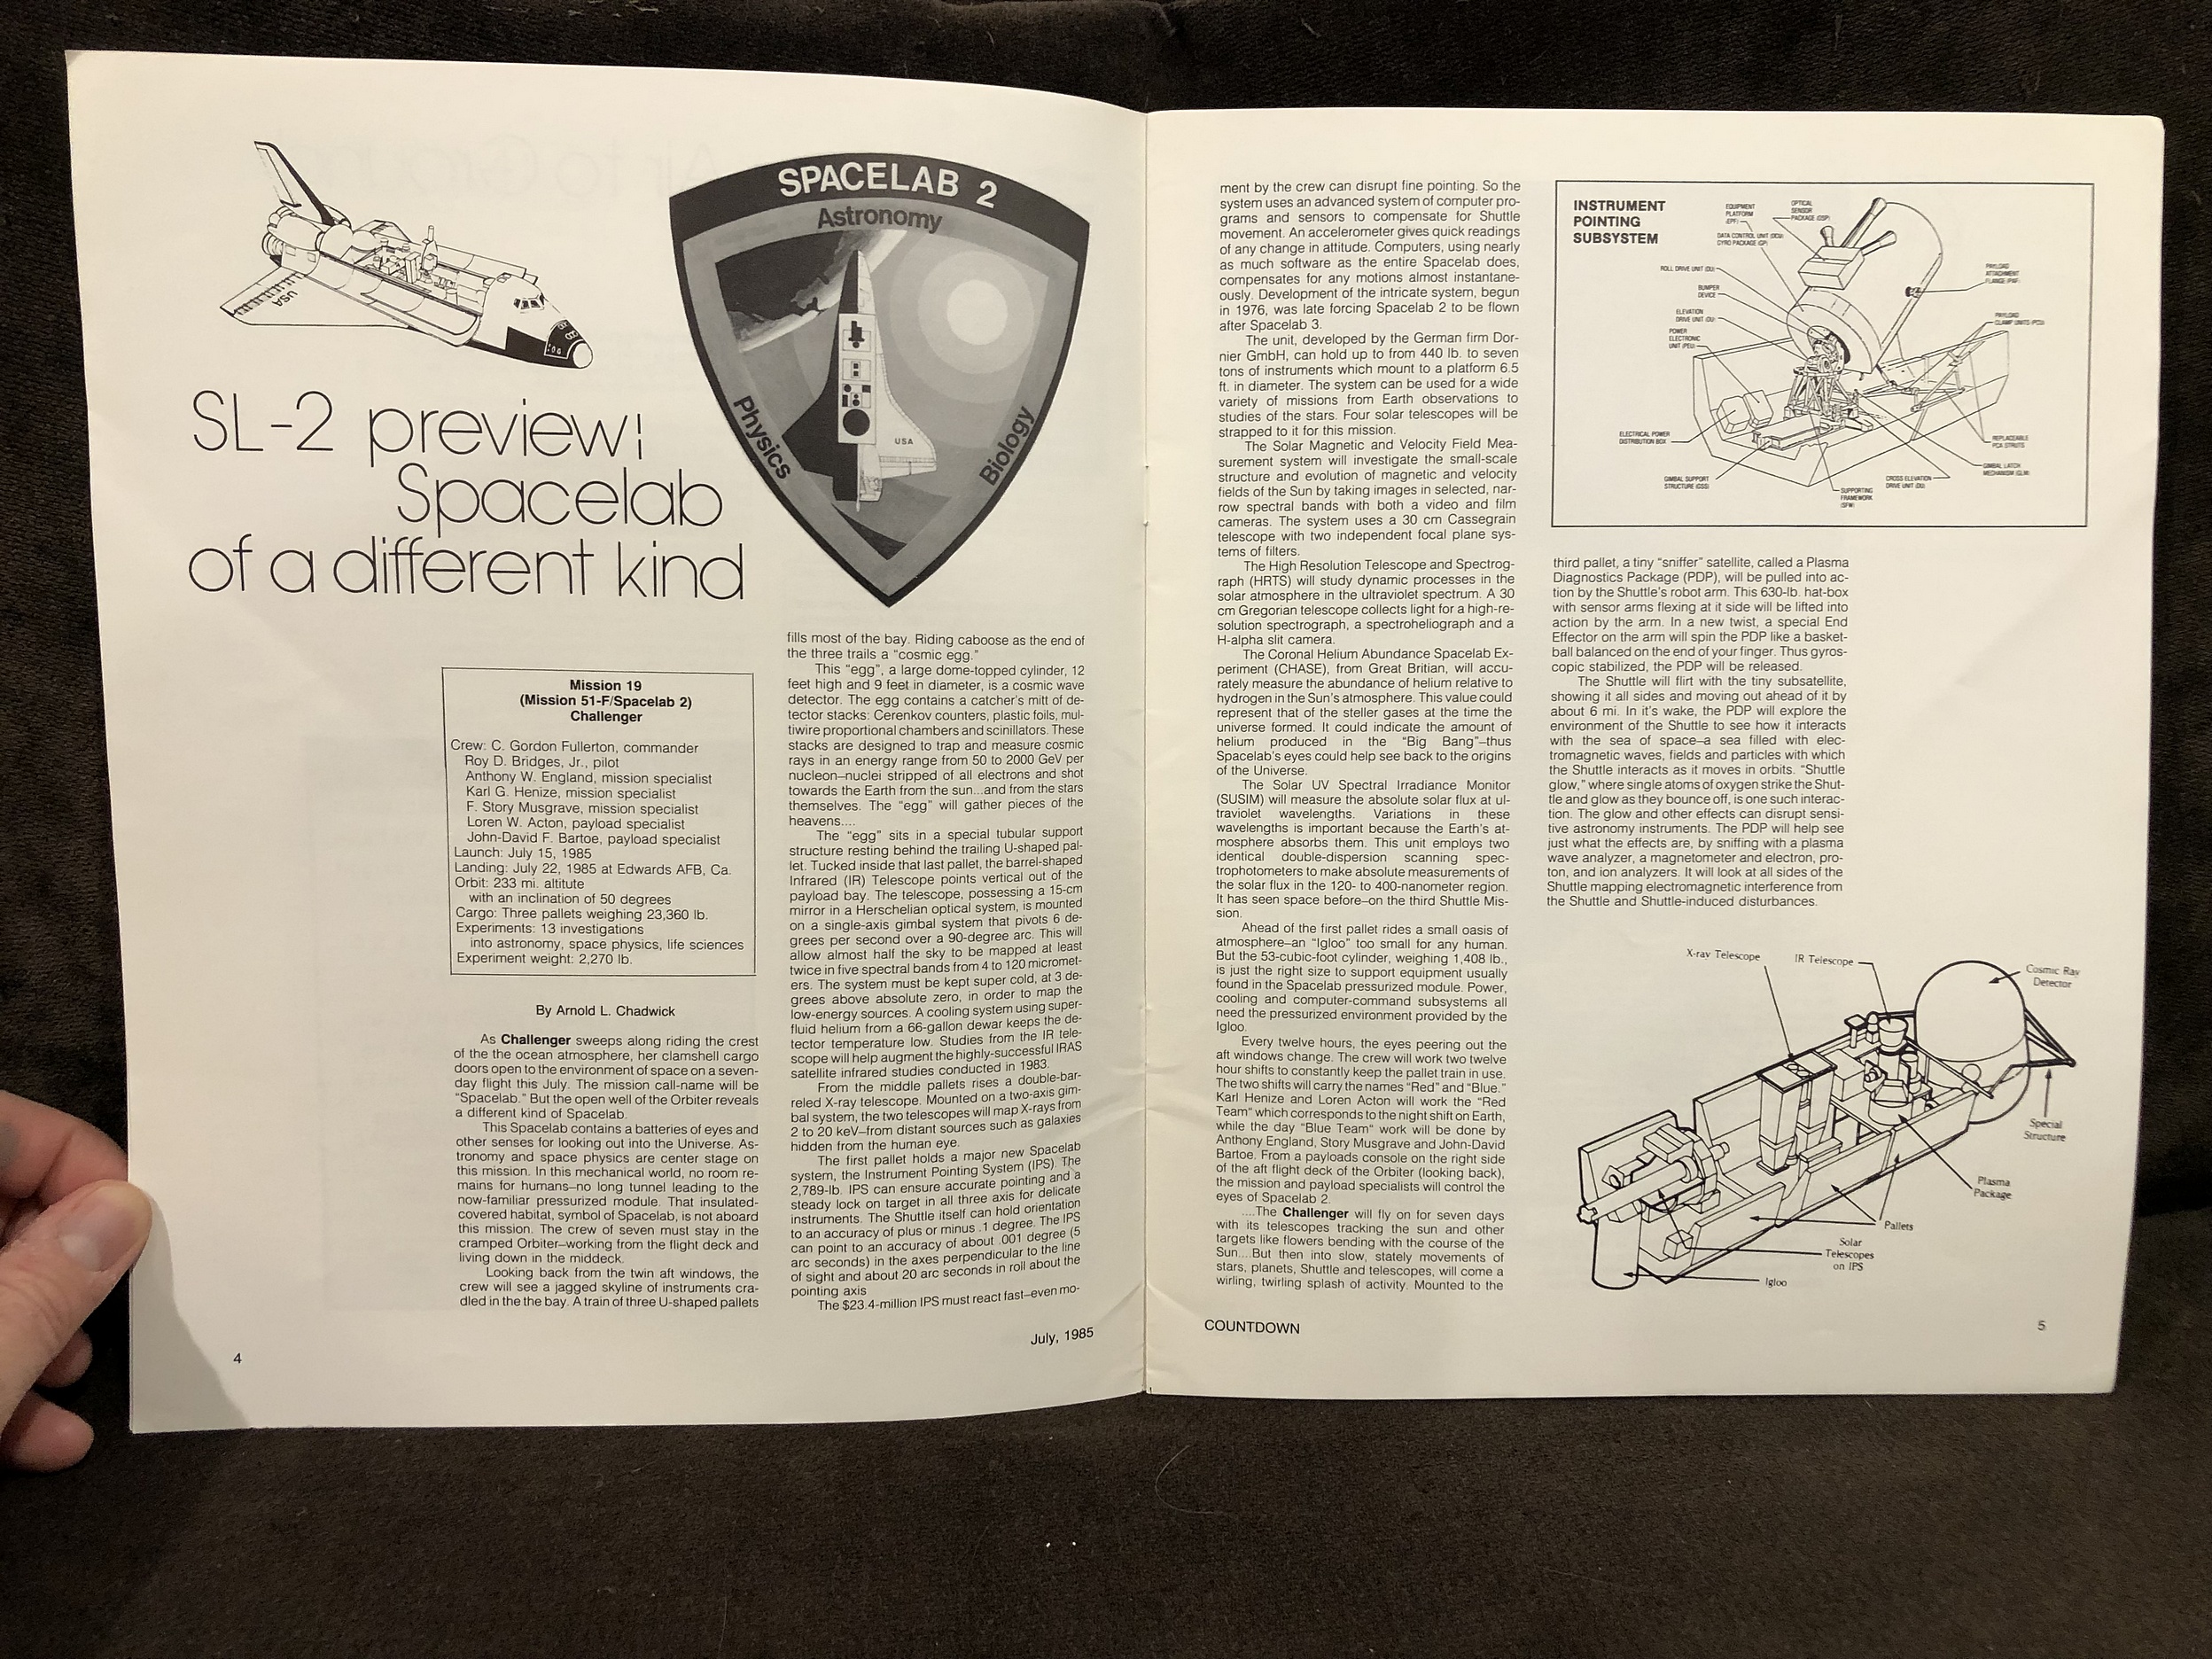 SL-2 preview:
Spacelab
of a different kind
SPACELAB 2
Astronomy
Physics
Biology
USA
USA
Mission 19
(Mission 51-F/Spacelab 2)
Challenger
Crew: C. Gordon Fullerton, commander
Roy D. Bridges, Jr., pilot
Anthony W. England, mission specialist
Karl G. Henize, mission specialist
F. Story Musgrave, mission specialist
Loren W. Acton, payload specialist
John-David F. Bartoe, payload specialist
Launch: July 15, 1985
Landing: July 22, 1985 at Edwards AFB, Ca.
Orbit: 233 mi. altitute
with an inclination of 50 degrees
Cargo: Three pallets weighing 23,360 lb.
Experiments: 13 investigations
into astronomy, space physics, life sciences
Experiment weight: 2,270 lb.
By Arnold L. Chadwick
As Challenger sweeps along riding the crest
of the the ocean atmosphere, her clamshell cargo
doors open to the environment of space on a seven-
day flight this July. The mission call-name will be
"Spacelab." But the open well of the Orbiter reveals
a different kind of Spacelab.
This Spacelab contains a batteries of eyes and
other senses for looking out into the Universe. As-
tronomy and space physics are center stage on
this mission. In this mechanical world, no room re-
mains for humans–no long tunnel leading to the
now-familiar pressurized module. That insulated-
covered habitat, symbol of Spacelab, is not aboard
this mission. The crew of seven must stay in the
cramped Orbiter–working from the flight deck and
living down in the middeck.
Looking back from the twin aft windows, the
crew will see a jagged skyline of instruments cra-
dled in the the bay. A train of three U-shaped pallets
fills most of the bay. Riding caboose as the end of
the three trails a "cosmic egg."
This "egg", a large dome-topped cylinder, 12
feet high and 9 feet in diameter, is a cosmic wave
detector. The egg contains a catcher's mitt of de-
tector stacks: Cerenkov counters, plastic foils, mul-
tiwire proportional chambers and scinillators. These
stacks are designed to trap and measure cosmic
rays in an energy range from 50 to 2000 GeV per
nucleon–nuclei stripped of all electrons and shot
towards the Earth from the sun...and from the stars
themselves. The "egg" will gather pieces of the
heavens....
The "egg" sits in a special tubular support
structure resting behind the trailing U-shaped pal-
let. Tucked inside that last pallet, the barrel-shaped
Infrared (IR) Telescope points vertical out of the
payload bay. The telescope, possessing a 15-cm
mirror in a Herschelian optical system, is mounted
on a single-axis gimbal system that pivots 6 de-
grees per second over a 90-degree arc. This will
allow almost half the sky to be mapped at least
twice in five spectral bands from 4 to 120 micromet-
ers. The system must be kept super cold, at 3 de-
grees above absolute zero, in order to map the
low-energy sources. A cooling system using super-
fluid helium from a 66-gallon dewar keeps the de-
tector temperature low. Studies from the IR tele-
scope will help augment the highly-successful IRAS
satellite infrared studies conducted in 1983.
From the middle pallets rises a double-bar-
reled X-ray telescope. Mounted on a two-axis gim-
bal system, the two telescopes will map X-rays from
2 to 20 keV–from distant sources such as galaxies
hidden from the human eye.
The first pallet holds a major new Spacelab
system, the Instrument Pointing System (IPS). The
2,789-lb. IPS can ensure accurate pointing and a
steady lock on target in all three axis for delicate
instruments. The Shuttle itself can hold orientation
to an accuracy of plus or minus .1 degree. The IPS
can point to an accuracy of about .001 degree (5
arc seconds) in the axes perpendicular to the line
of sight and about 20 arc seconds in roll about the
pointing axis
The $23.4-million IPS must react fast–even mo-
July, 1985
4
ment by the crew can disrupt fine pointing. So the
system uses an advanced system of computer pro-
grams and sensors to compensate for Shuttle
movement. An accelerometer gives quick readings
of any change in attitude. Computers, using nearly
as much software as the entire Spacelab does,
compensates for any motions almost instantane-
ously. Development of the intricate system, begun
in 1976, was late forcing Spacelab 2 to be flown
after Spacelab 3.
The unit, developed by the German firm Dor-
nier GmbH, can hold up to from 440 lb. to seven
tons of instruments which mount to a platform 6.5
ft. in diameter. The system can be used for a wide
variety of missions from Earth observations to
studies of the stars. Four solar telescopes will be
strapped to it for this mission.
The Solar Magnetic and Velocity Field Mea-
surement system will investigate the small-scale
structure and evolution of magnetic and velocity
fields of the Sun by taking images in selected, nar-
row spectral bands with both a video and film
cameras. The system uses a 30 cm Cassegrain
telescope with two independent focal plane sys-
tems of filters.
The High Resolution Telescope and Spectrog-
raph (HRTS) will study dynamic processes in the
solar atmosphere in the ultraviolet spectrum. A 30
cm Gregorian telescope collects light for a high-re-
solution spectrograph, a spectroheliograph and a
H-alpha slit camera.
The Coronal Helium Abundance Spacelab Ex-
periment (CHASE), from Great Britian, will accu-
rately measure the abundance of helium relative to
hydrogen in the Sun's atmosphere. This value could
represent that of the steller gases at the time the
universe formed. It could indicate the amount of
helium produced in the "Big Bang"–thus
Spacelab's eyes could help see back to the origins
of the Universe.
The Solar UV Spectral Irradiance Monitor
(SUSIM) will measure the absolute solar flux at ul-
traviolet wavelengths. Variations in these
wavelengths is important because the Earth's at-
mosphere absorbs them. This unit employs two
identical double-dispersion scanning spec-
trophotometers to make absolute measurements of
the solar flux in the 120- to 400-nanometer region.
It has seen space before–on the third Shuttle Mis-
sion.
Ahead of the first pallet rides a small oasis of
atmosphere–an "Igloo" too small for any human.
But the 53-cubic-foot cylinder, weighing 1,408 lb.,
is just the right size to support equipment usually
found in the Spacelab pressurized module. Power,
cooling and computer-command subsystems all
need the pressurized environment provided by the
Igloo.
Every twelve hours, the eyes peering out the
aft windows change. The crew will work two twelve
hour shifts to constantly keep the pallet train in use.
The two shifts will carry the names "Red" and "Blue."
Karl Henize and Loren Acton will work the "Red
Team" which corresponds to the night shift on Earth,
while the day "Blue Team" work will be done by
Anthony England, Story Musgrave and John-David
Bartoe. From a payloads console on the right side
of the aft flight deck of the Orbiter (looking back),
the mission and payload specialists will control the
eyes of Spacelab 2.
....The Challenger will fly on for seven days
with its telescopes tracking the sun and other
targets like flowers bending with the course of the
Sun....But then into slow, stately movements of
stars, planets, Shuttle and telescopes, will come a
wirling, twirling splash of activity. Mounted to the
INSTRUMENT
POINTING
SUBSYSTEM
EQUIPMENT
PLATFORM
(EPF)
OPTICAL
SENSOR
PACKAGE (OSP)
DATA CONTROL UNIT (DCU)
GYRO PACKAGE (GP)
ROLL DRIVE UNIT (DU)
BUMPER
DEVICE
ELEVATION
DRIVE UNIT (DU)
POWER
ELECTRONIC
UNIT (PEU)
PAYLOAD
ATTACHMENT
FLANGE (PAF)
PAYLOAD
CLAMP UNITS (PCU)
ELECTRICAL POWER
DISTRIBUTION BOX
GIMBAL SUPPORT
STRUCTURE (GSS)
SUPPORTING
FRAMEWORK
(SFW)
CROSS ELEVATION
DRIVE UNIT (DU)
GIMBAL LATCH
MECHANISM (GLM)
REPLACEABLE
PCA STRUTS
third pallet, a tiny "sniffer" satellite, called a Plasma
Diagnostics Package (PDP), will be pulled into ac-
tion by the Shuttle's robot arm. This 630-lb. hat-box
with sensor arms flexing at it side will be lifted into
action by the arm. In a new twist, a special End
Effector on the arm will spin the PDP like a basket-
ball balanced on the end of your finger. Thus gyros-
copic stabilized, the PDP will be released.
The Shuttle will flirt with the tiny subsatellite,
showing it all sides and moving out ahead of it by
about 6 mi. In it's wake, the PDP will explore the
environment of the Shuttle to see how it interacts
with the sea of space–a sea filled with elec-
tromagnetic waves, fields and particles with which
the Shuttle interacts as it moves in orbits. "Shuttle
glow," where single atoms of oxygen strike the Shut-
tle and glow as they bounce off, is one such interac-
tion. The glow and other effects can disrupt sensi-
tive astronomy instruments. The PDP will help see
just what the effects are, by sniffing with a plasma
wave analyzer, a magnetometer and electron, pro-
ton, and ion analyzers. It will look at all sides of the
Shuttle mapping electromagnetic interference from
the Shuttle and Shuttle-induced disturbances.
X-ray Telescope
IR Telescope
Cosmic Ray
Detector
Special
Structure
Plasma
Package
Pallets
Solar
Telescopes
on IPS
Igloo
COUNTDOWN
5